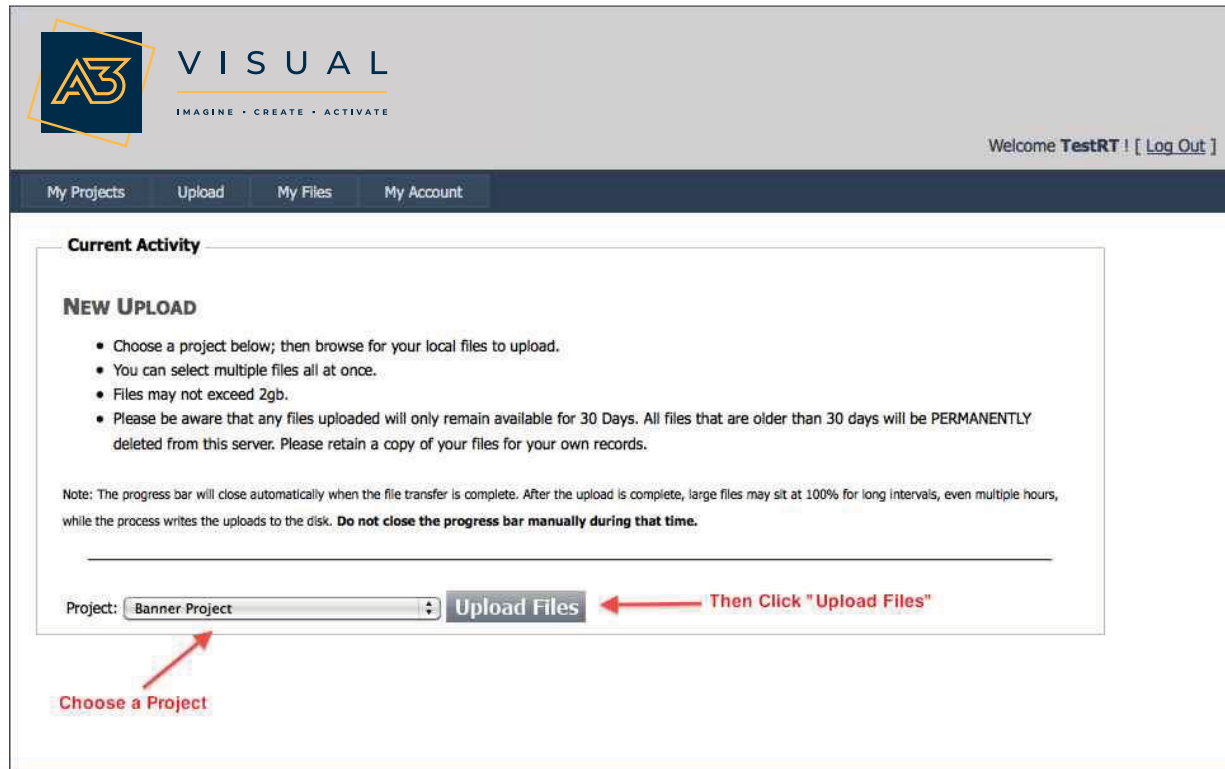 A3
VISUAL
IMAGINE • CREATE • ACTIVATE
Welcome TestRT ! [ Log Out ]
My Projects Upload My Files My Account
Current Activity
NEW UPLOAD
• Choose a project below; then browse for your local files to upload.
• You can select multiple files all at once.
• Files may not exceed 2gb.
• Please be aware that any files uploaded will only remain available for 30 Days. All files that are older than 30 days will be PERMANENTLY
deleted from this server. Please retain a copy of your files for your own records.
Note: The progress bar will close automatically when the file transfer is complete. After the upload is complete, large files may sit at 100% for long intervals, even multiple hours,
while the process writes the uploads to the disk. Do not close the progress bar manually during that time.
Project: Banner Project Upload Files Then Click "Upload Files"
Choose a Project